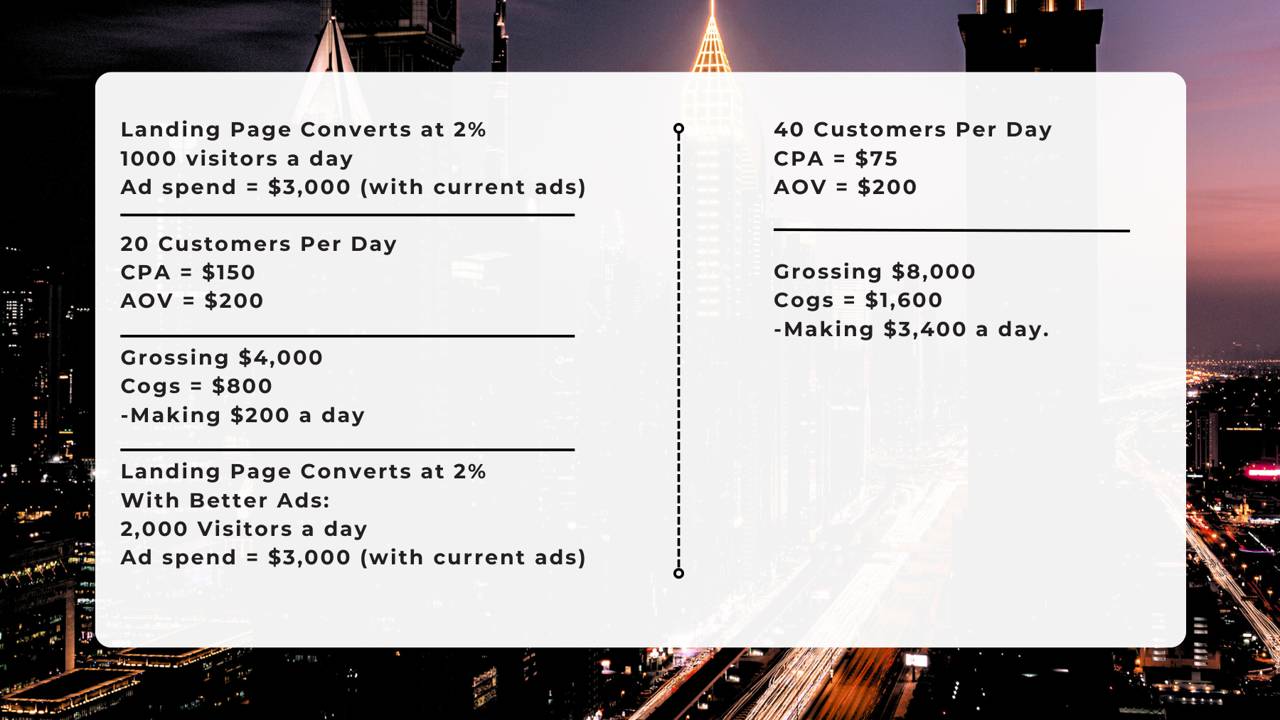 Landing Page Converts at 2%
1000 visitors a day
Ad spend = $3,000 (with current ads)
20 Customers Per Day
CPA = $150
AOV = $200
Grossing $4,000
Cogs = $800
-Making $200 a day
Landing Page Converts at 2%
With Better Ads:
2,000 Visitors a day
Ad spend = $3,000 (with current ads)
40 Customers Per Day
CPA = $75
AOV = $200
Grossing $8,000
Cogs = $1,600
-Making $3,400 a day.